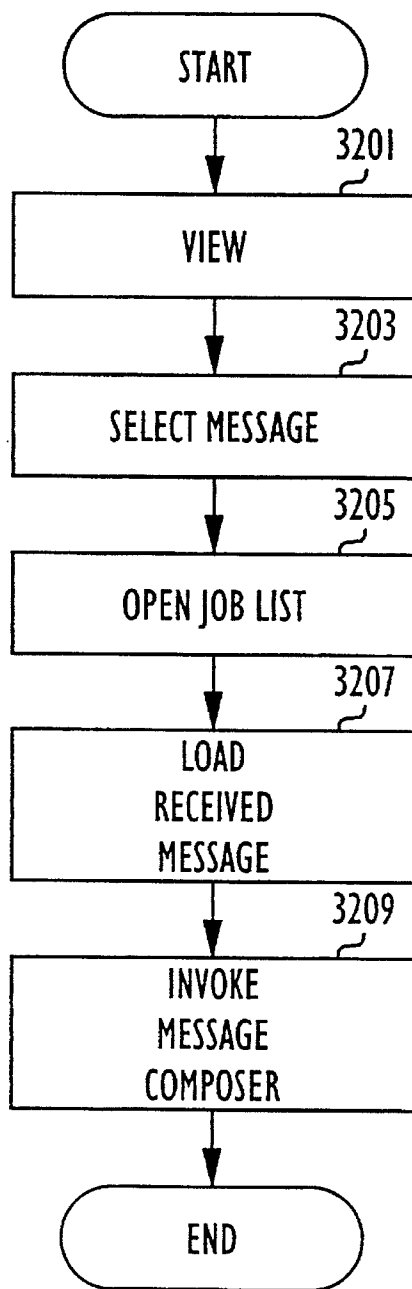 START
3201
VIEW
3203
SELECT MESSAGE
3205
OPEN JOB LIST
3207
LOAD
RECEIVED
MESSAGE
3209
INVOKE
MESSAGE
COMPOSER
END